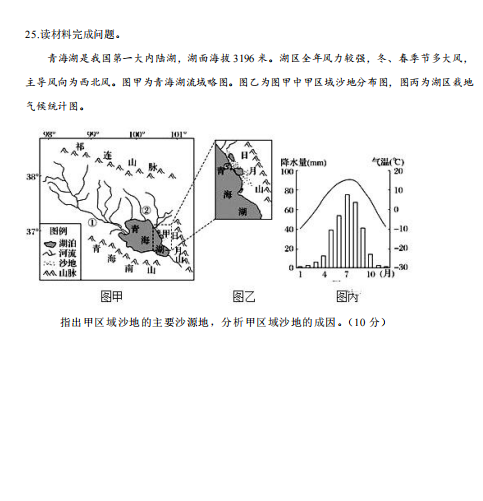 25.读材料完成问题。
青海湖是我国第一大内陆湖，湖面海拔3196米。湖区全年风力较强，冬、春季节多大风，
主导风向为西北风。图甲为青海湖流域略图。图乙为图甲中甲区域沙地分布图，图丙为湖区某地
气候统计图。
98° 99° 100° 101°
祁 连 山 脉
38°
37°
① ②
青 海 湖
甲
日 月 山
青 海 南 山
图例
湖泊
河流
沙地
山脉
图甲
日 月 山
青 海 湖
图乙
降水量(mm) 气温(℃)
100 80 60 40 20 0
20 10 0 −10 −20 −30
1 4 7 10 (月)
图丙
指出甲区域沙地的主要沙源地，分析甲区域沙地的成因。（10 分）